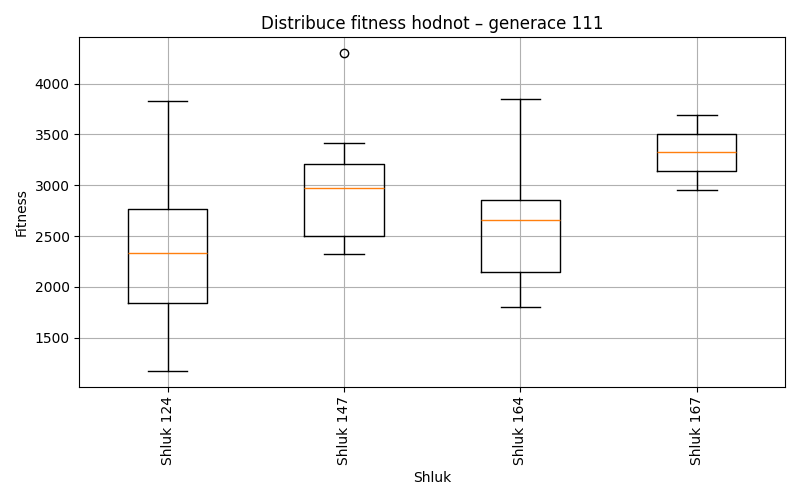 Distribuce fitness hodnot – generace 111
Fitness
4000
3500
3000
2500
2000
1500
Shluk 124
Shluk 147
Shluk 164
Shluk 167
Shluk